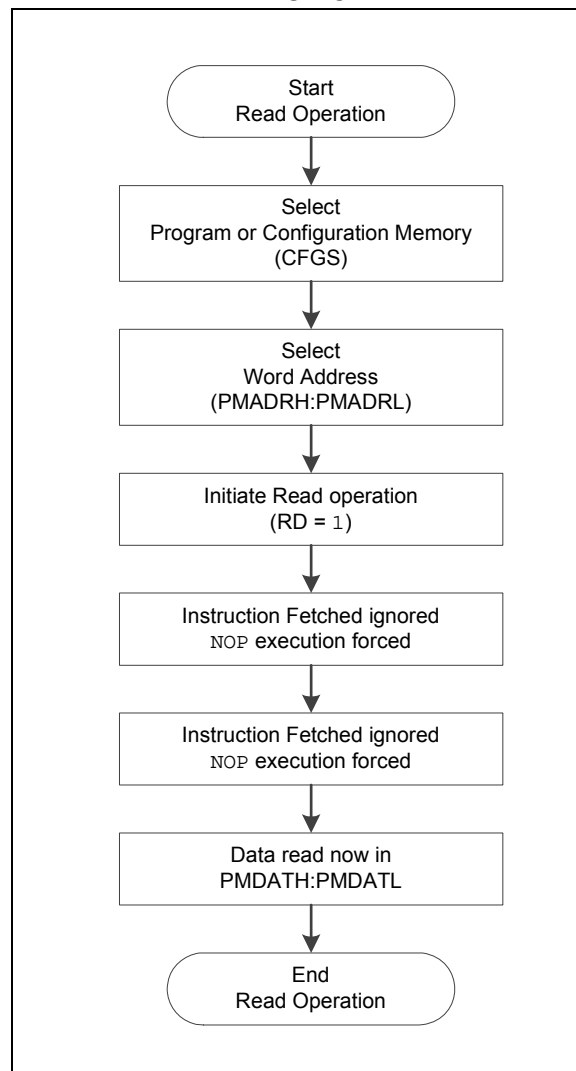 Start
Read Operation
Select
Program or Configuration Memory
(CFGS)
Select
Word Address
(PMADRH:PMADRL)
Initiate Read operation
(RD = 1)
Instruction Fetched ignored
NOP execution forced
Instruction Fetched ignored
NOP execution forced
Data read now in
PMDATH:PMDATL
End
Read Operation